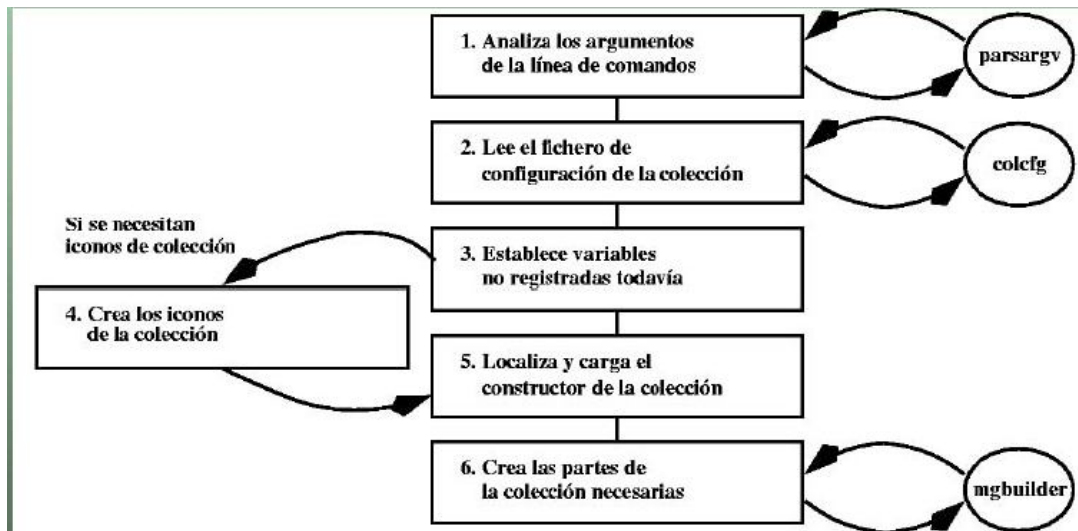 1. Analiza los argumentos
de la línea de comandos
parsargv
2. Lee el fichero de
configuración de la colección
colcfg
Si se necesitan
iconos de colección
3. Establece variables
no registradas todavía
4. Crea los iconos
de la colección
5. Localiza y carga el
constructor de la colección
6. Crea las partes de
la colección necesarias
mgbuilder